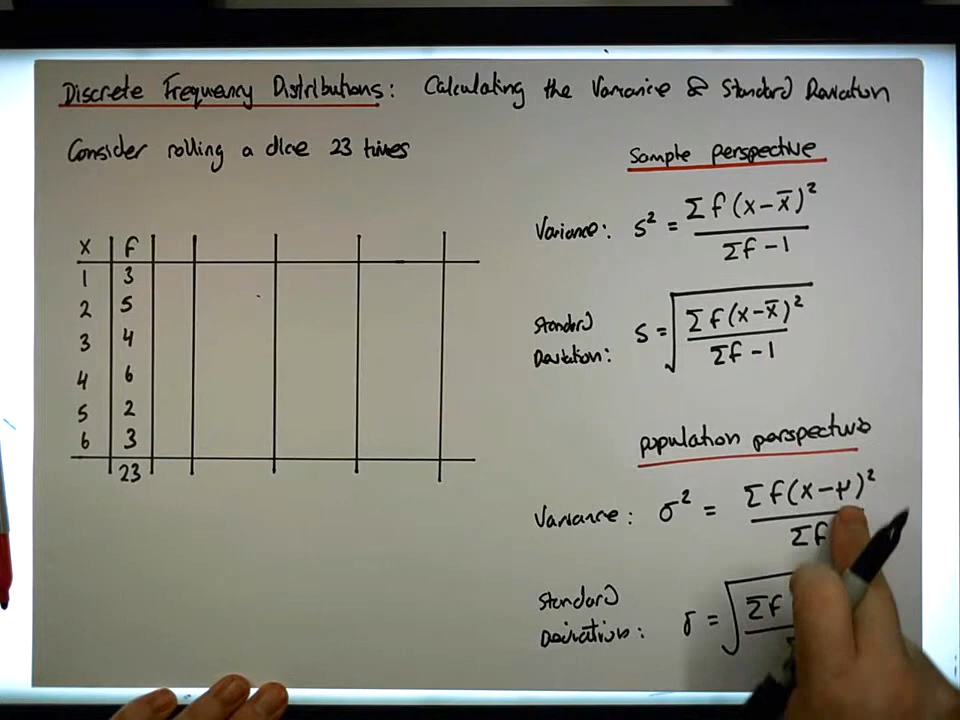 Discrete Frequency Distributions: Calculating the Variance & Standard Deviation
Consider rolling a dice 23 times
x f
1 3
2 5
3 4
4 6
5 2
6 3
23
Sample perspective
Variance: s² = Σf(x-x̄)² / Σf-1
Standard
Deviation: s = √(Σf(x-x̄)² / Σf-1)
population perspective
Variance: σ² = Σf(x-μ)² / Σf
Standard
Deviation: σ = √ Σf